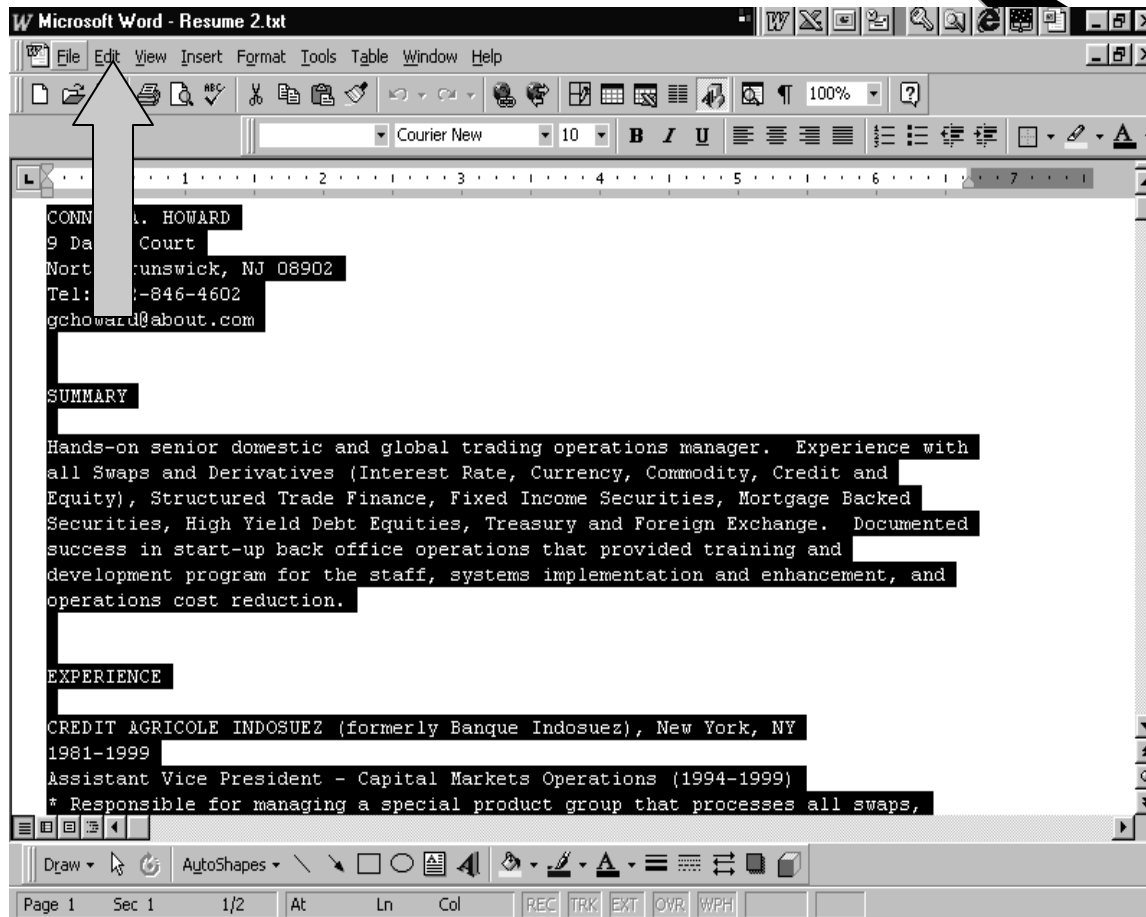 Microsoft Word - Resume 2.txt
File Edit View Insert Format Tools Table Window Help
100%
Courier New 10 B I U
1 2 3 4 5 6 7
CONN A. HOWARD
9 Da Court
Nort runswick, NJ 08902
Tel: 2-846-4602
gchoward@about.com
SUMMARY
Hands-on senior domestic and global trading operations manager. Experience with
all Swaps and Derivatives (Interest Rate, Currency, Commodity, Credit and
Equity), Structured Trade Finance, Fixed Income Securities, Mortgage Backed
Securities, High Yield Debt Equities, Treasury and Foreign Exchange. Documented
success in start-up back office operations that provided training and
development program for the staff, systems implementation and enhancement, and
operations cost reduction.
EXPERIENCE
CREDIT AGRICOLE INDOSUEZ (formerly Banque Indosuez), New York, NY
1981-1999
Assistant Vice President - Capital Markets Operations (1994-1999)
* Responsible for managing a special product group that processes all swaps,
Draw AutoShapes
Page 1 Sec 1 1/2 At Ln Col REC TRK EXT OVR WPH